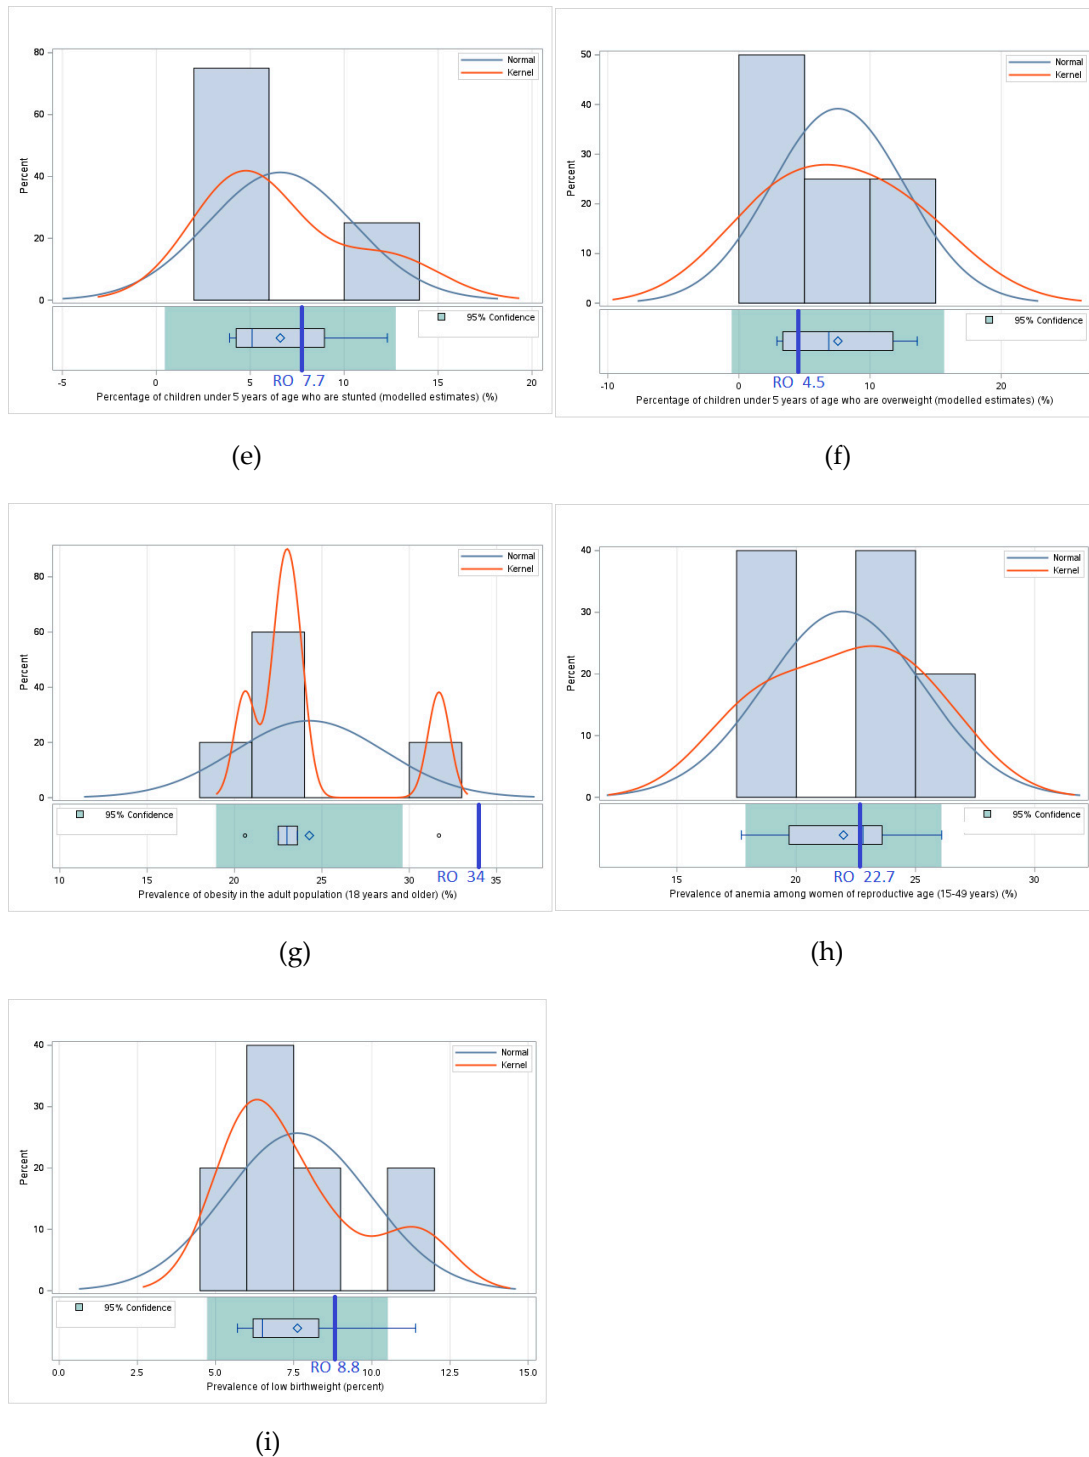 80
60
40
20
0
Percent
Normal
Kernel
95% Confidence
-5 0 5 10 15 20
RO 7.7
Percentage of children under 5 years of age who are stunted (modelled estimates) (%)
(e)
50
40
30
20
10
0
Percent
Normal
Kernel
95% Confidence
-10 0 10 20
RO 4.5
Percentage of children under 5 years of age who are overweight (modelled estimates) (%)
(f)
80
60
40
20
0
Percent
Normal
Kernel
95% Confidence
10 15 20 25 30 35
RO 34
Prevalence of obesity in the adult population (18 years and older) (%)
(g)
40
30
20
10
0
Percent
Normal
Kernel
95% Confidence
15 20 25 30
RO 22.7
Prevalence of anemia among women of reproductive age (15-49 years) (%)
(h)
40
30
20
10
0
Percent
Normal
Kernel
95% Confidence
0.0 2.5 5.0 7.5 10.0 12.5 15.0
RO 8.8
Prevalence of low birthweight (percent)
(i)